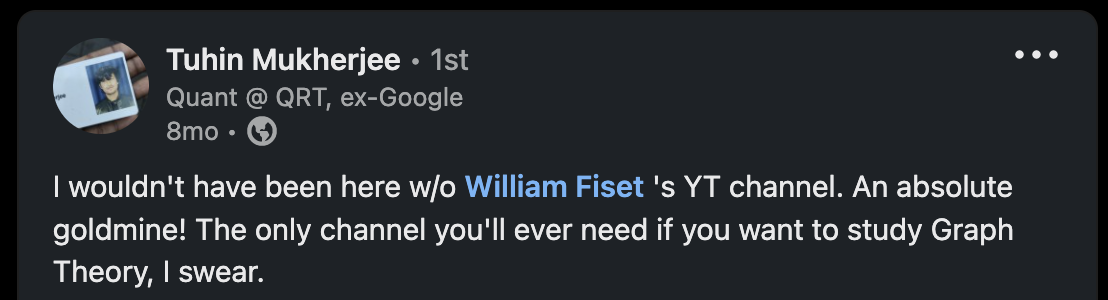 Tuhin Mukherjee • 1st
Quant @ QRT, ex-Google
8mo •
I wouldn't have been here w/o William Fiset 's YT channel. An absolute
goldmine! The only channel you'll ever need if you want to study Graph
Theory, I swear.